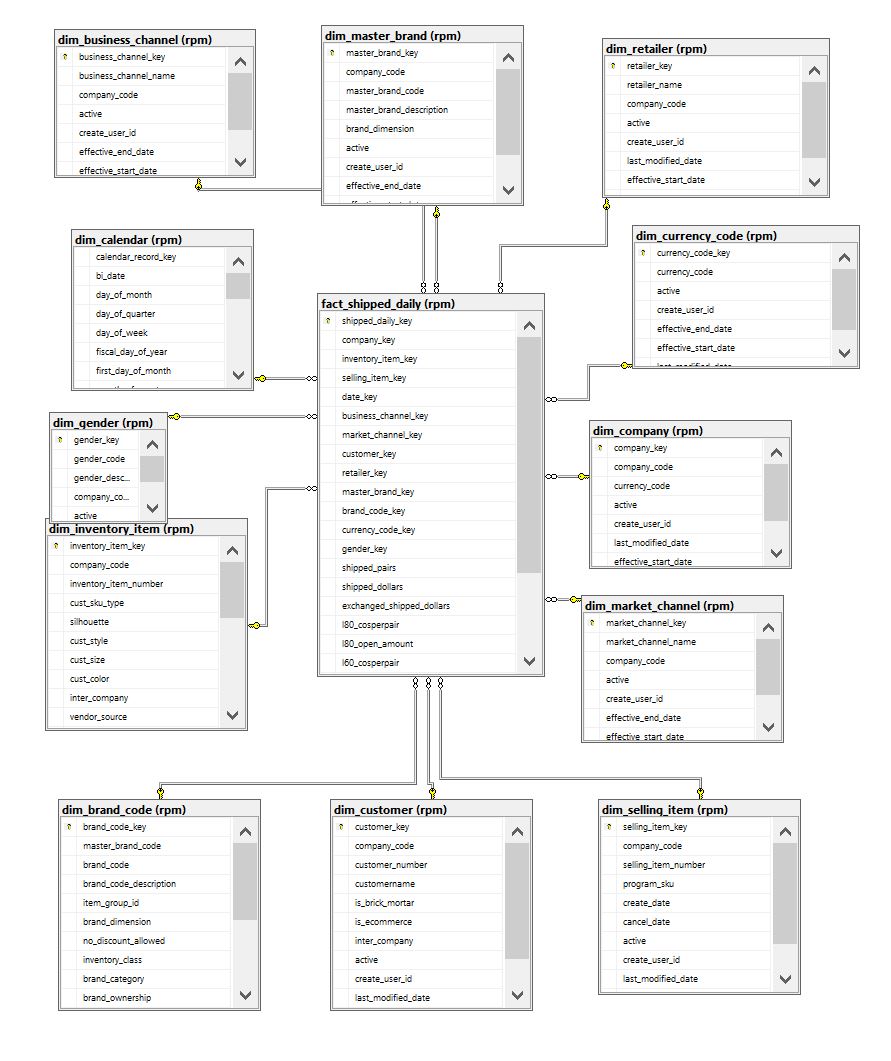 dim_business_channel (rpm)
business_channel_key
business_channel_name
company_code
active
create_user_id
effective_end_date
effective_start_date
dim_master_brand (rpm)
master_brand_key
company_code
master_brand_code
master_brand_description
brand_dimension
active
create_user_id
effective_end_date
dim_retailer (rpm)
retailer_key
retailer_name
company_code
active
create_user_id
last_modified_date
effective_start_date
dim_calendar (rpm)
calendar_record_key
bi_date
day_of_month
day_of_quarter
day_of_week
fiscal_day_of_year
first_day_of_month
dim_currency_code (rpm)
currency_code_key
currency_code
active
create_user_id
effective_end_date
effective_start_date
last_modified_date
fact_shipped_daily (rpm)
shipped_daily_key
company_key
inventory_item_key
selling_item_key
date_key
business_channel_key
market_channel_key
customer_key
retailer_key
master_brand_key
brand_code_key
currency_code_key
gender_key
shipped_pairs
shipped_dollars
exchanged_shipped_dollars
l80_cosperpair
l80_open_amount
l60_cosperpair
dim_gender (rpm)
gender_key
gender_code
gender_desc...
company_co...
active
dim_company (rpm)
company_key
company_code
currency_code
active
create_user_id
last_modified_date
effective_start_date
dim_inventory_item (rpm)
inventory_item_key
company_code
inventory_item_number
cust_sku_type
silhouette
cust_style
cust_size
cust_color
inter_company
vendor_source
dim_market_channel (rpm)
market_channel_key
market_channel_name
company_code
active
create_user_id
effective_end_date
effective_start_date
dim_brand_code (rpm)
brand_code_key
master_brand_code
brand_code
brand_code_description
item_group_id
brand_dimension
no_discount_allowed
inventory_class
brand_category
brand_ownership
dim_customer (rpm)
customer_key
company_code
customer_number
customername
is_brick_mortar
is_ecommerce
inter_company
active
create_user_id
last_modified_date
dim_selling_item (rpm)
selling_item_key
company_code
selling_item_number
program_sku
create_date
cancel_date
active
create_user_id
last_modified_date